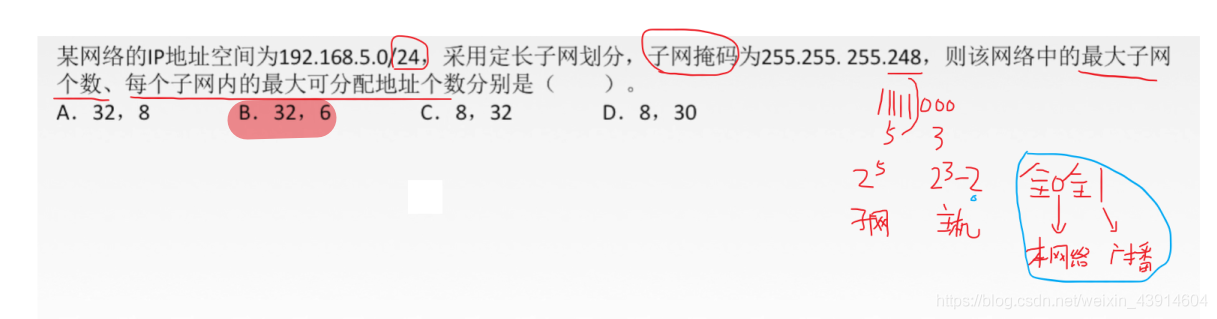 某网络的IP地址空间为192.168.5.0/24，采用定长子网划分，子网掩码为255.255. 255.248，则该网络中的最大子网
个数、每个子网内的最大可分配地址个数分别是（　　）。
A．32，8　B．32，6　C．8，32　D．8，30
11111)000
5 3
2⁵ 2³-2
子网 主机
全0全1
本网络 广播
https://blog.csdn.net/weixin_43914604